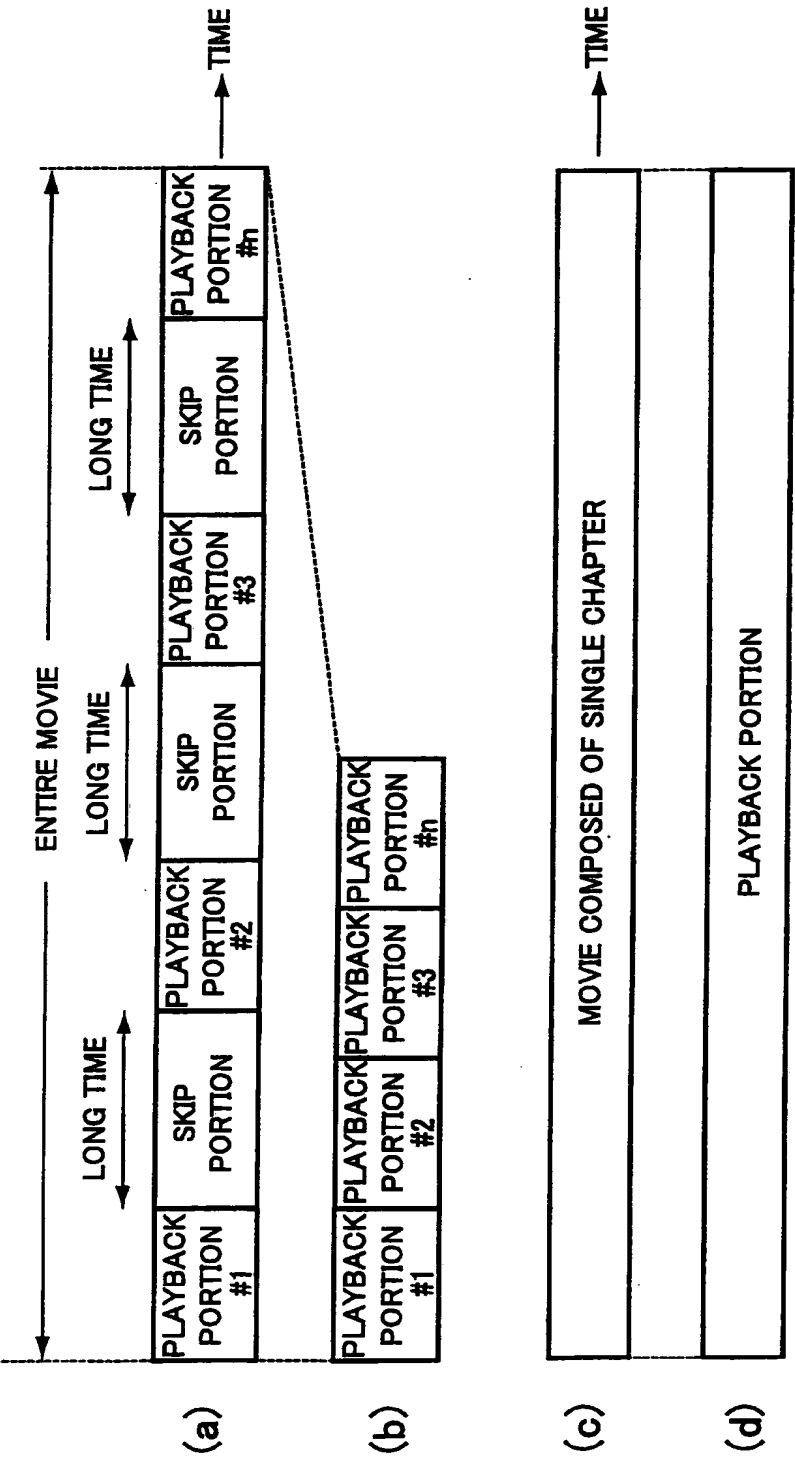 ENTIRE MOVIE
LONG TIME
LONG TIME
LONG TIME
(a)
PLAYBACK
PORTION
#1
SKIP
PORTION
PLAYBACK
PORTION
#2
SKIP
PORTION
PLAYBACK
PORTION
#3
SKIP
PORTION
PLAYBACK
PORTION
#n
TIME
(b)
PLAYBACK
PORTION
#1
PLAYBACK
PORTION
#2
PLAYBACK
PORTION
#3
PLAYBACK
PORTION
#n
(c)
MOVIE COMPOSED OF SINGLE CHAPTER
TIME
(d)
PLAYBACK PORTION